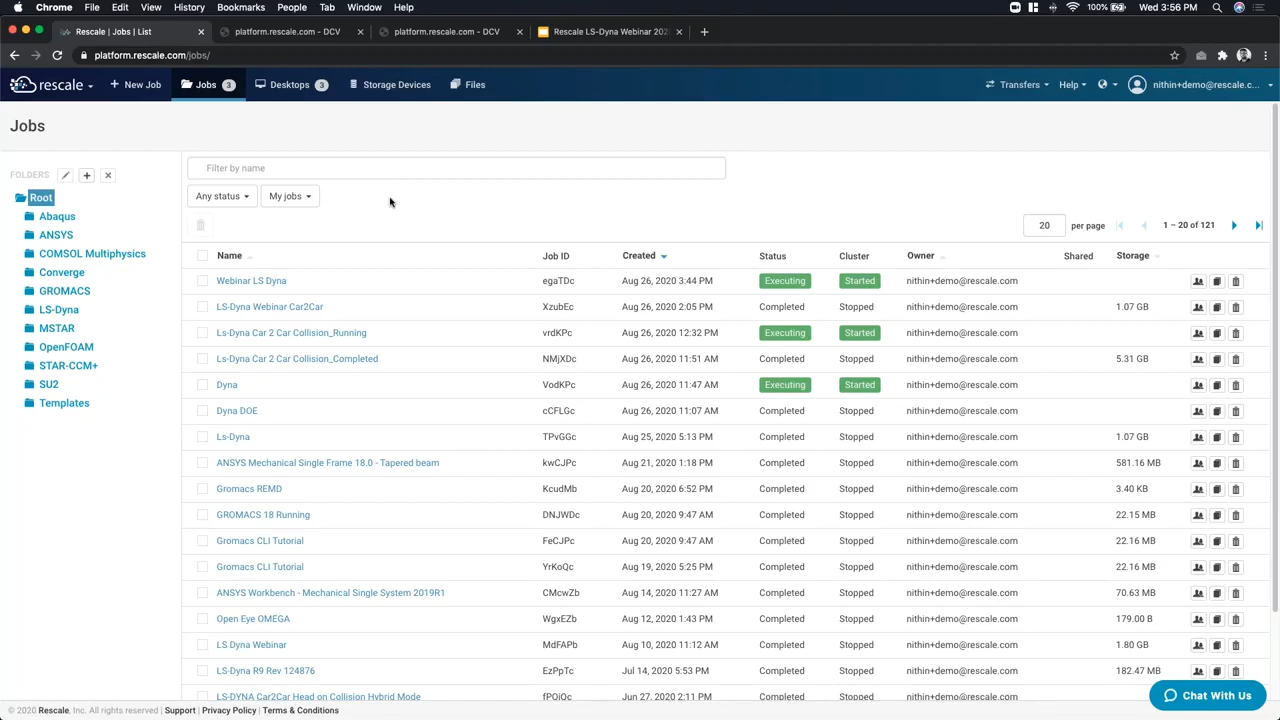 Chrome File Edit View History Bookmarks People Tab Window Help 100% Wed 3:56 PM
Rescale | Jobs | List platform.rescale.com - DCV platform.rescale.com - DCV Rescale LS-Dyna Webinar 202
platform.rescale.com/jobs/
rescale New Job Jobs 3 Desktops 3 Storage Devices Files Transfers Help nithin+demo@rescale.c...
Jobs
FOLDERS
Root
Abaqus
ANSYS
COMSOL Multiphysics
Converge
GROMACS
LS-Dyna
MSTAR
OpenFOAM
STAR-CCM+
SU2
Templates
Filter by name
Any status My jobs
20 per page 1 – 20 of 121
Name Job ID Created Status Cluster Owner Shared Storage
Webinar LS Dyna egaTDc Aug 26, 2020 3:44 PM Executing Started nithin+demo@rescale.com
LS-Dyna Webinar Car2Car XzubEc Aug 26, 2020 2:05 PM Completed Stopped nithin+demo@rescale.com 1.07 GB
Ls-Dyna Car 2 Car Collision_Running vrdKPc Aug 26, 2020 12:32 PM Executing Started nithin+demo@rescale.com
Ls-Dyna Car 2 Car Collision_Completed NMjXDc Aug 26, 2020 11:51 AM Completed Stopped nithin+demo@rescale.com 5.31 GB
Dyna VodKPc Aug 26, 2020 11:47 AM Executing Started nithin+demo@rescale.com
Dyna DOE cCFLGc Aug 26, 2020 11:07 AM Completed Stopped nithin+demo@rescale.com
Ls-Dyna TPvGGc Aug 25, 2020 5:13 PM Completed Stopped nithin+demo@rescale.com 1.07 GB
ANSYS Mechanical Single Frame 18.0 - Tapered beam kwCJPc Aug 21, 2020 1:18 PM Completed Stopped nithin+demo@rescale.com 581.16 MB
Gromacs REMD KcudMb Aug 20, 2020 6:52 PM Completed Stopped nithin+demo@rescale.com 3.40 KB
GROMACS 18 Running DNJWDc Aug 20, 2020 9:47 AM Completed Stopped nithin+demo@rescale.com 22.15 MB
Gromacs CLI Tutorial FeCJPc Aug 20, 2020 9:47 AM Completed Stopped nithin+demo@rescale.com 22.16 MB
Gromacs CLI Tutorial YrKoQc Aug 19, 2020 5:25 PM Completed Stopped nithin+demo@rescale.com 22.16 MB
ANSYS Workbench - Mechanical Single System 2019R1 CMcwZb Aug 14, 2020 11:27 AM Completed Stopped nithin+demo@rescale.com 70.63 MB
Open Eye OMEGA WgxEZb Aug 12, 2020 1:43 PM Completed Stopped nithin+demo@rescale.com 179.00 B
LS Dyna Webinar MdFAPb Aug 10, 2020 11:12 AM Completed Stopped nithin+demo@rescale.com 1.80 GB
LS-Dyna R9 Rev 124876 EzPpTc Jul 14, 2020 5:53 PM Completed Stopped nithin+demo@rescale.com 182.47 MB
LS-DYNA Car2Car Head on Collision Hybrid Mode fPOiOc Jun 27, 2020 2:11 PM Completed Stopped nithin+demo@rescale.com
Chat With Us
© 2020 Rescale, Inc. All rights reserved | Support | Privacy Policy | Terms & Conditions